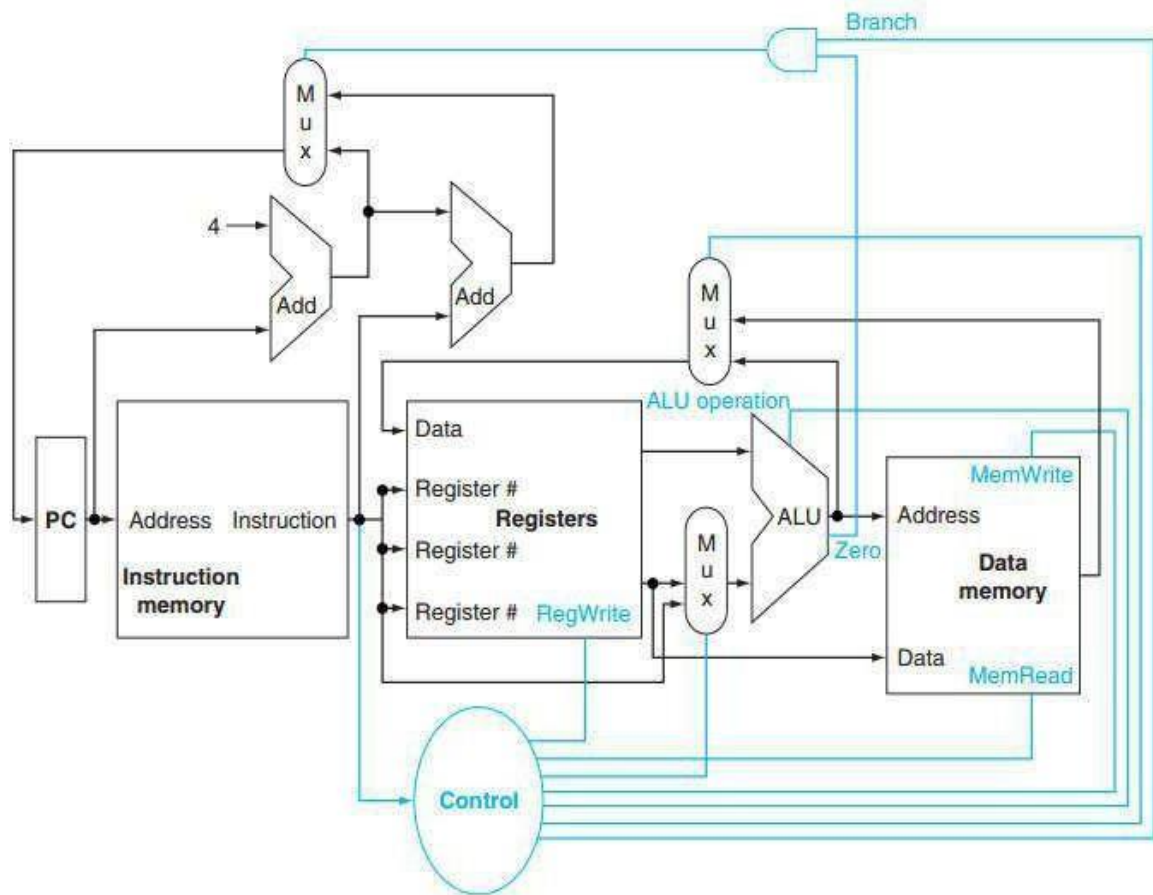 Branch
M
u
x
4
Add
Add
M
u
x
ALU operation
Data
Register #
Registers
Register #
Register #
RegWrite
PC
Address
Instruction
Instruction
memory
M
u
x
ALU
Zero
MemWrite
Address
Data
memory
Data
MemRead
Control